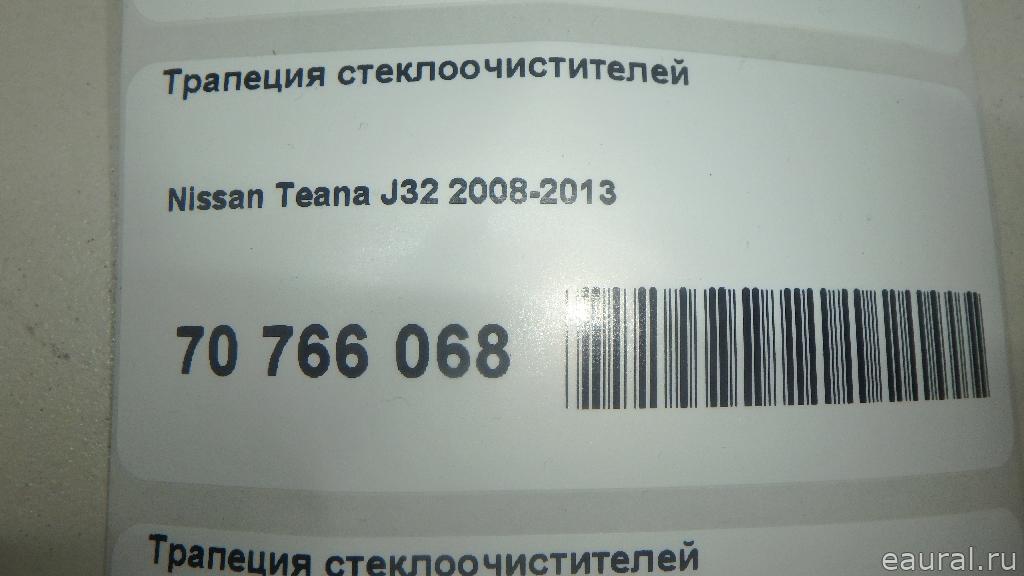 Трапеция стеклоочистителей
Nissan Teana J32 2008-2013
70 766 068
Трапеция стеклоочистителей
eaural.ru